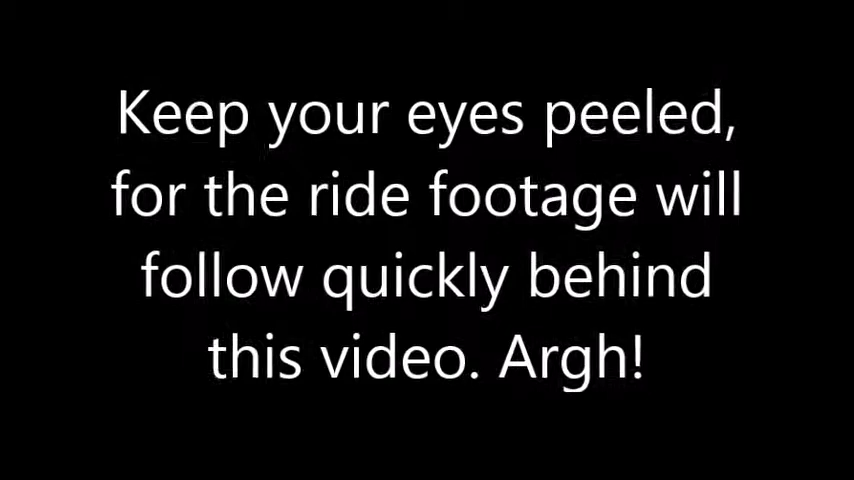 Keep your eyes peeled,
for the ride footage will
follow quickly behind
this video. Argh!